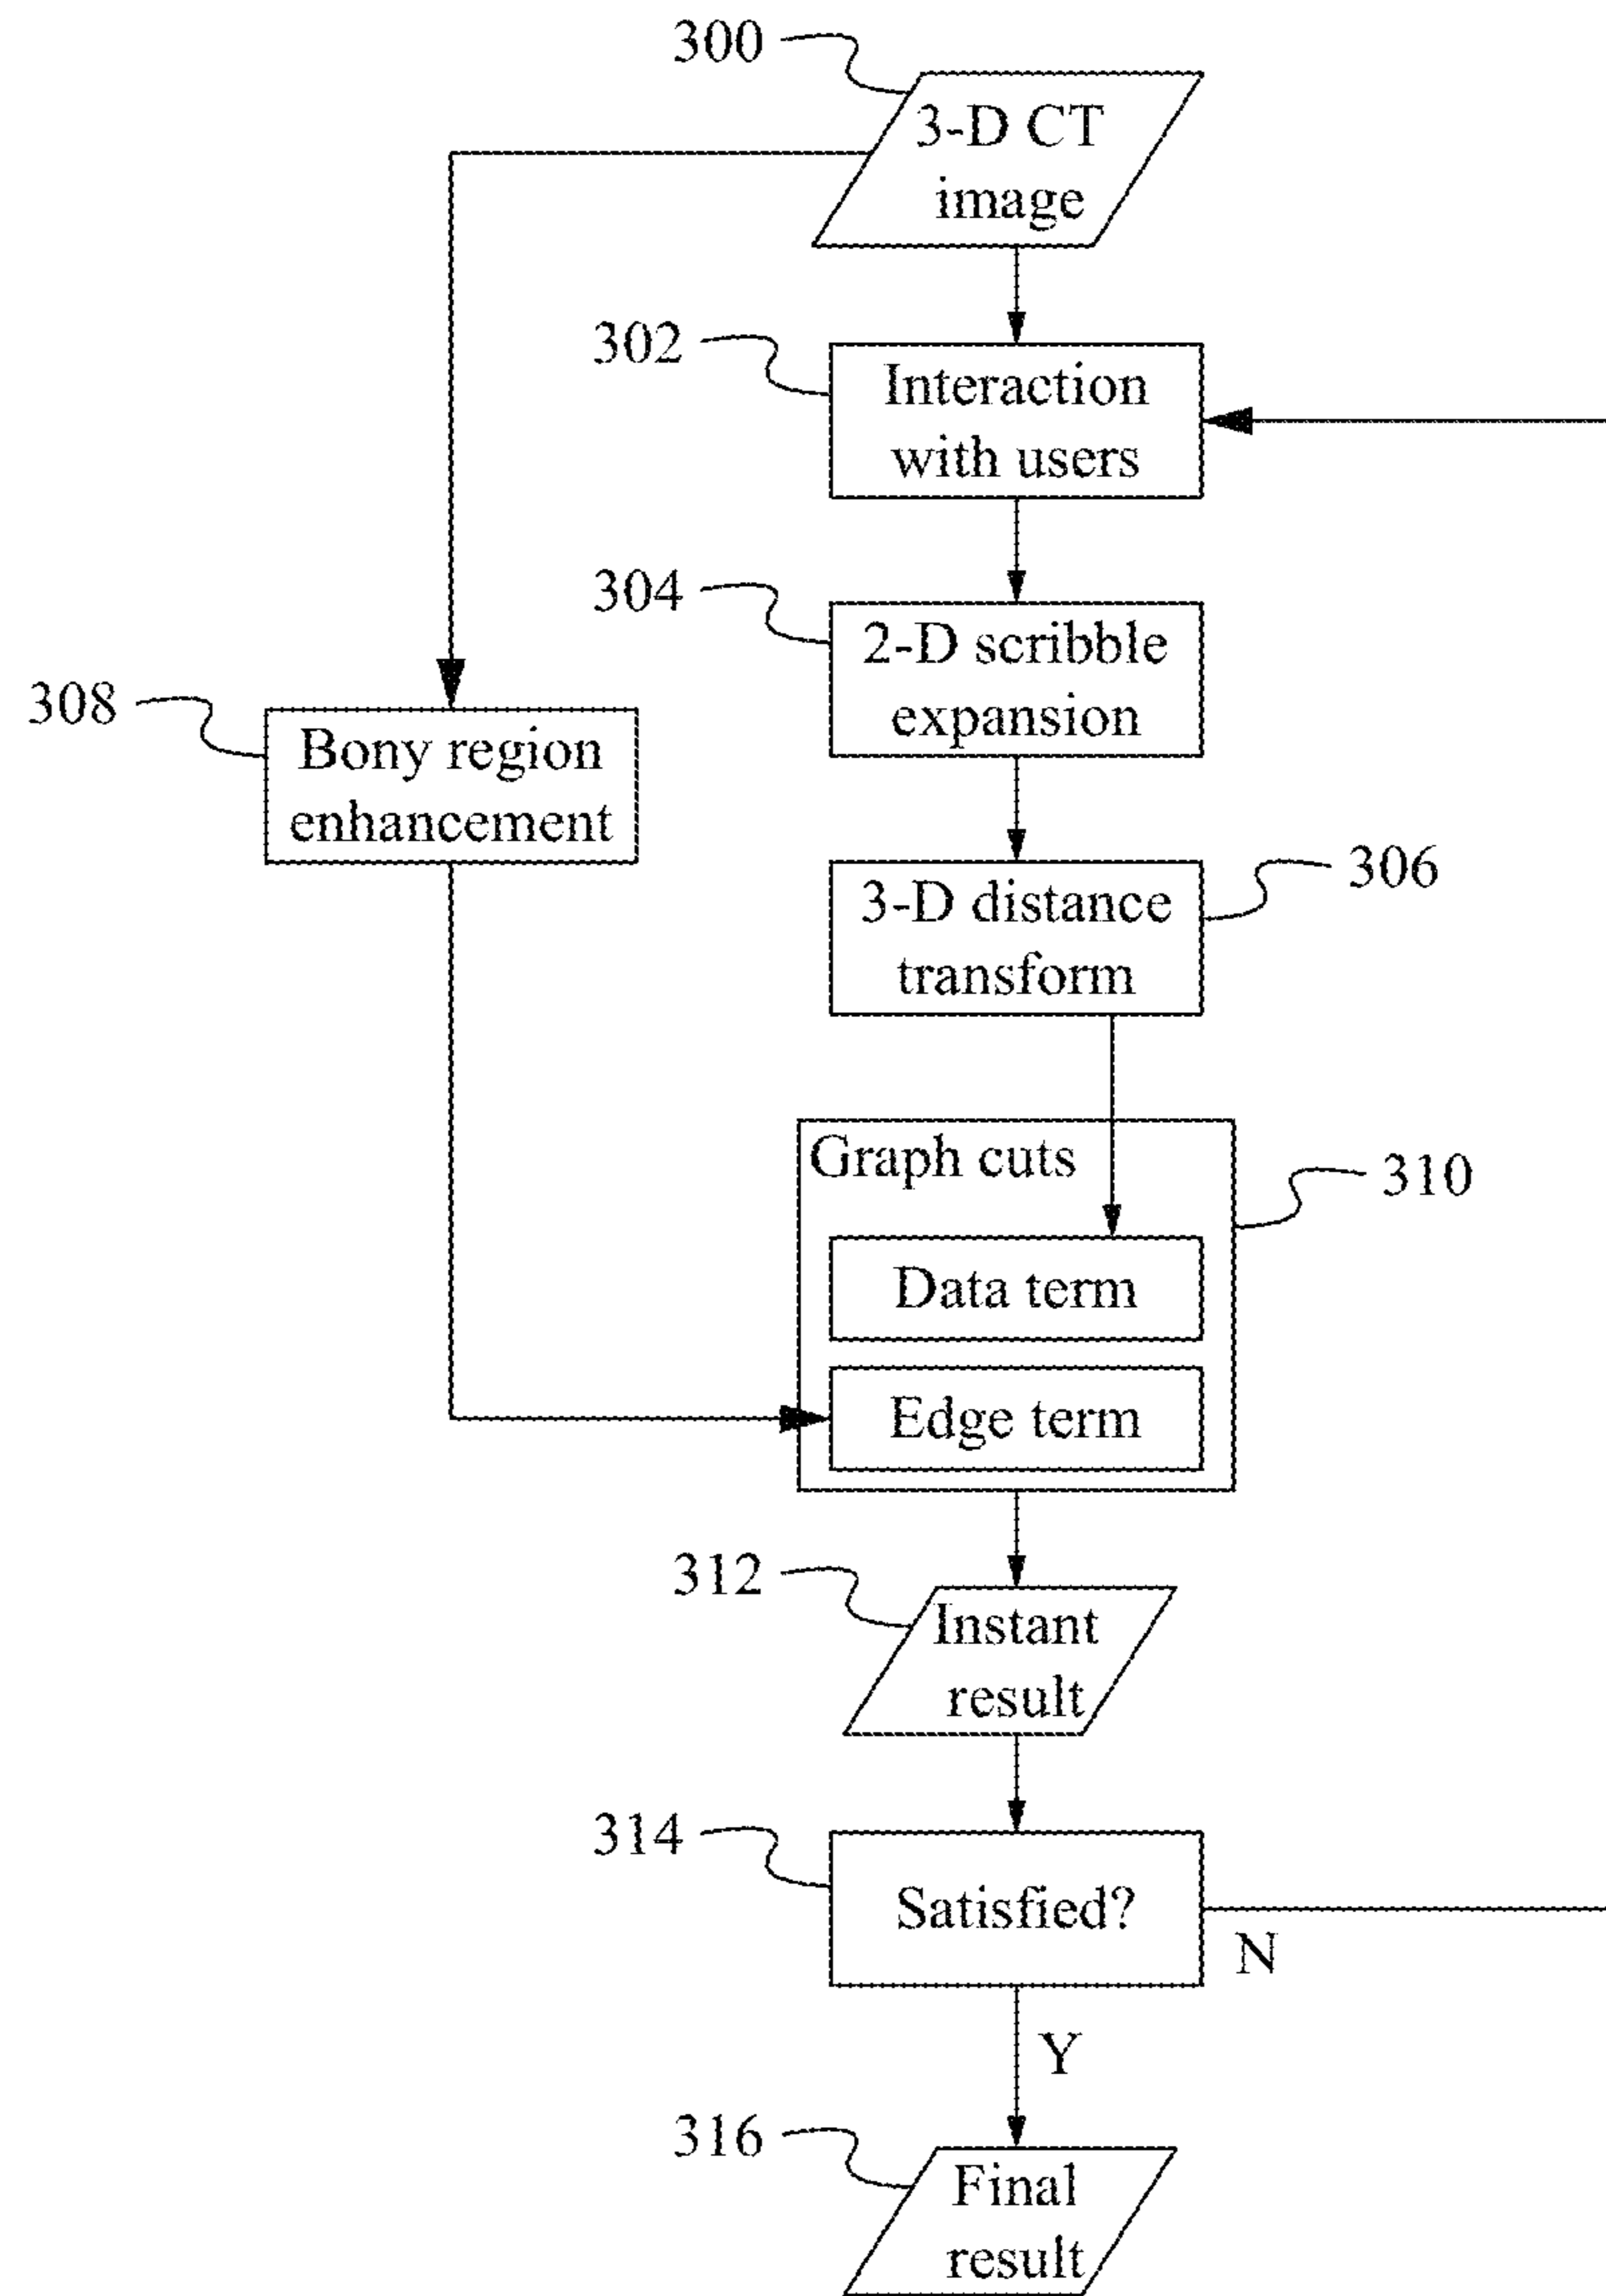 300
3-D CT
image
302
Interaction
with users
304
2-D scribble
expansion
308
Bony region
enhancement
306
3-D distance
transform
Graph cuts
310
Data term
Edge term
312
Instant
result
314
Satisfied?
N
Y
316
Final
result